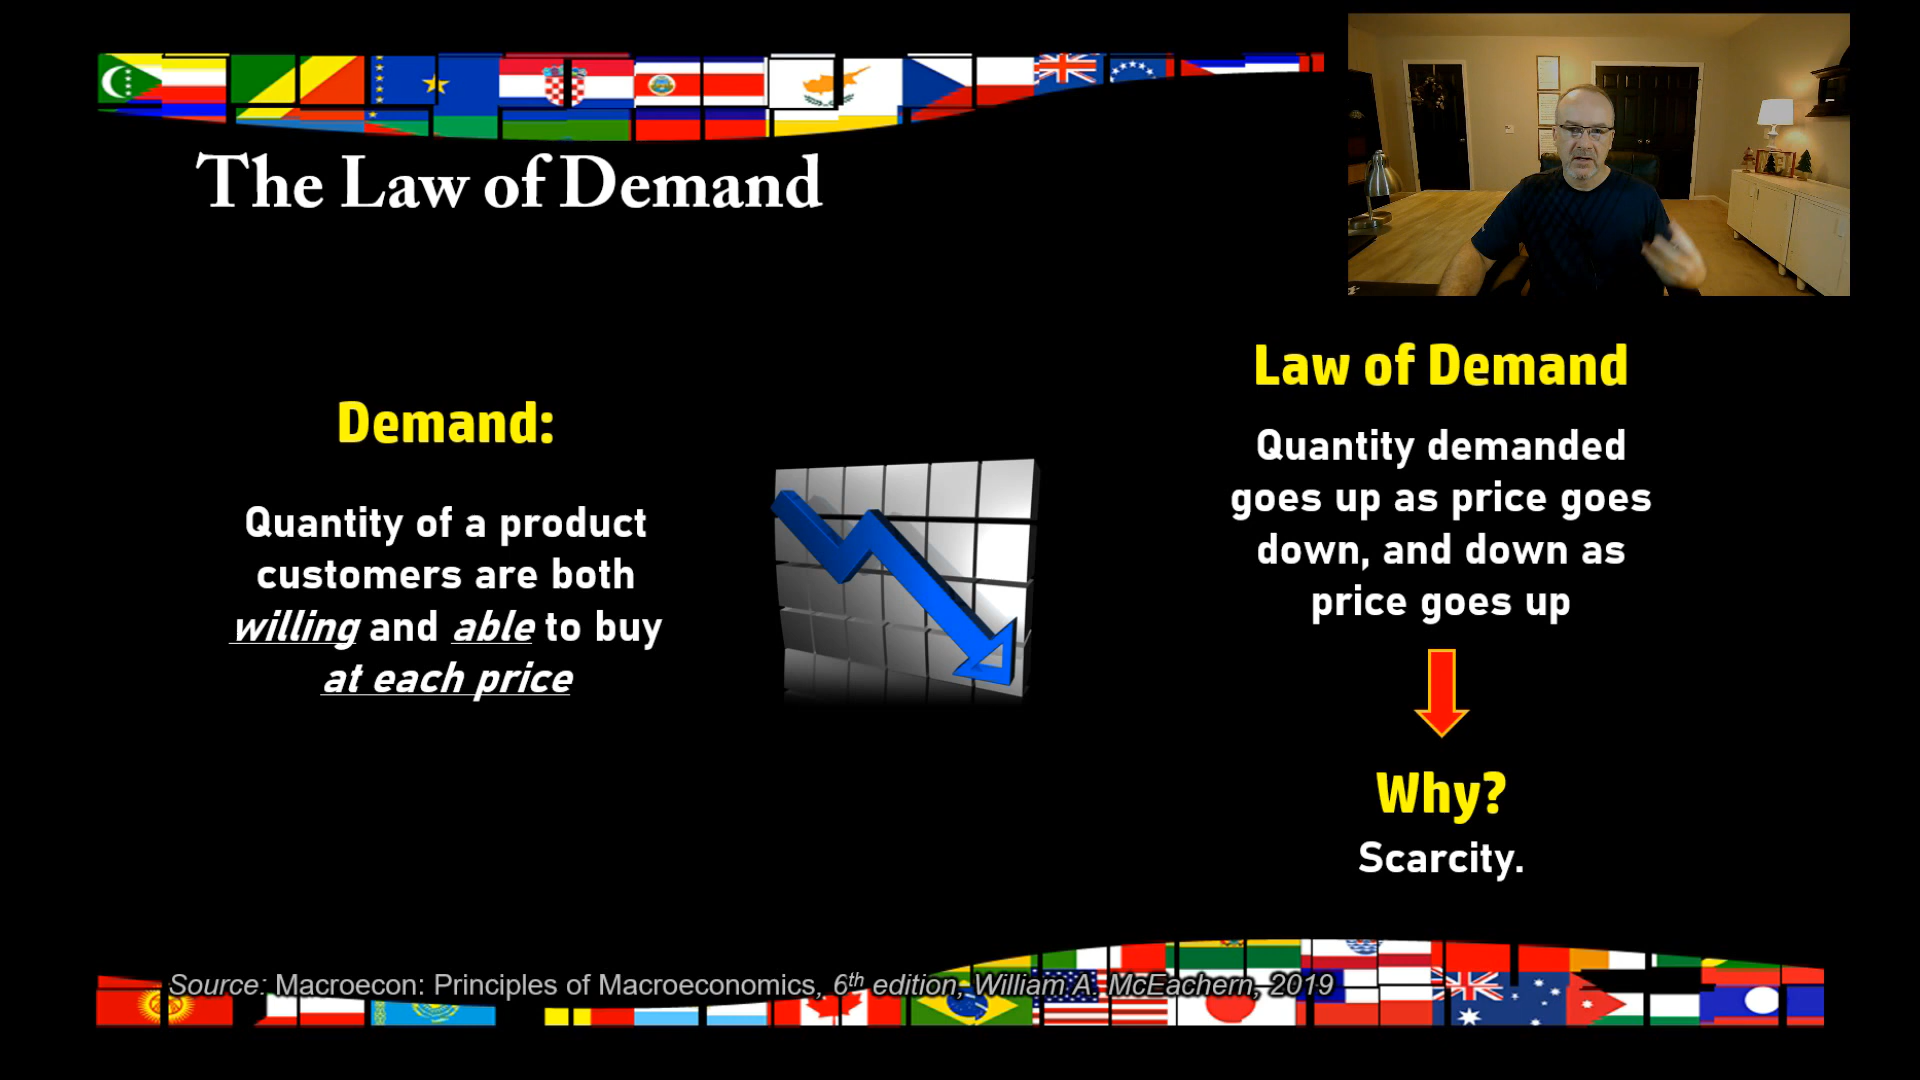 The Law of Demand
Demand:
Quantity of a product
customers are both
willing and able to buy
at each price
Law of Demand
Quantity demanded
goes up as price goes
down, and down as
price goes up
Why?
Scarcity.
Source: Macroecon: Principles of Macroeconomics, 6th edition, William A. McEachern, 2019